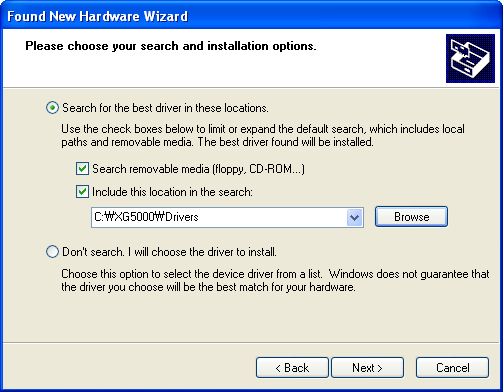 Found New Hardware Wizard
Please choose your search and installation options.
Search for the best driver in these locations.
Use the check boxes below to limit or expand the default search, which includes local
paths and removable media. The best driver found will be installed.
Search removable media (floppy, CD-ROM...)
Include this location in the search:
C:₩XG5000₩Drivers
Browse
Don't search. I will choose the driver to install.
Choose this option to select the device driver from a list. Windows does not guarantee that
the driver you choose will be the best match for your hardware.
< Back
Next >
Cancel